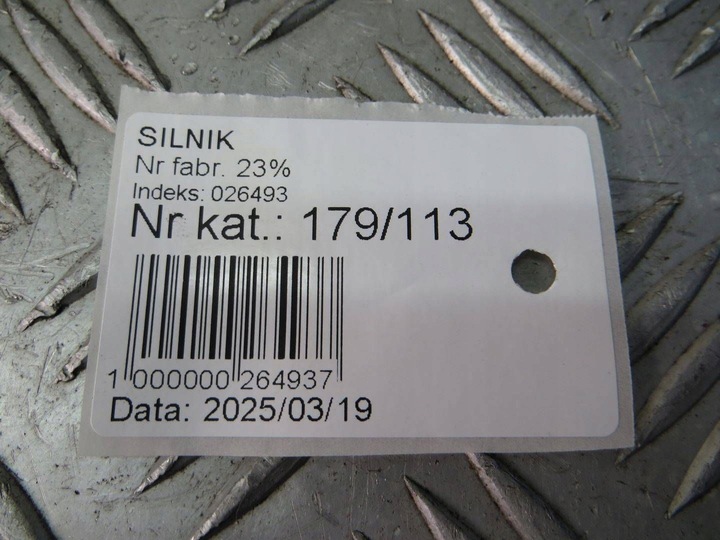 SILNIK
Nr fabr. 23%
Indeks: 026493
Nr kat.: 179/113
1 000000 264937
Data: 2025/03/19